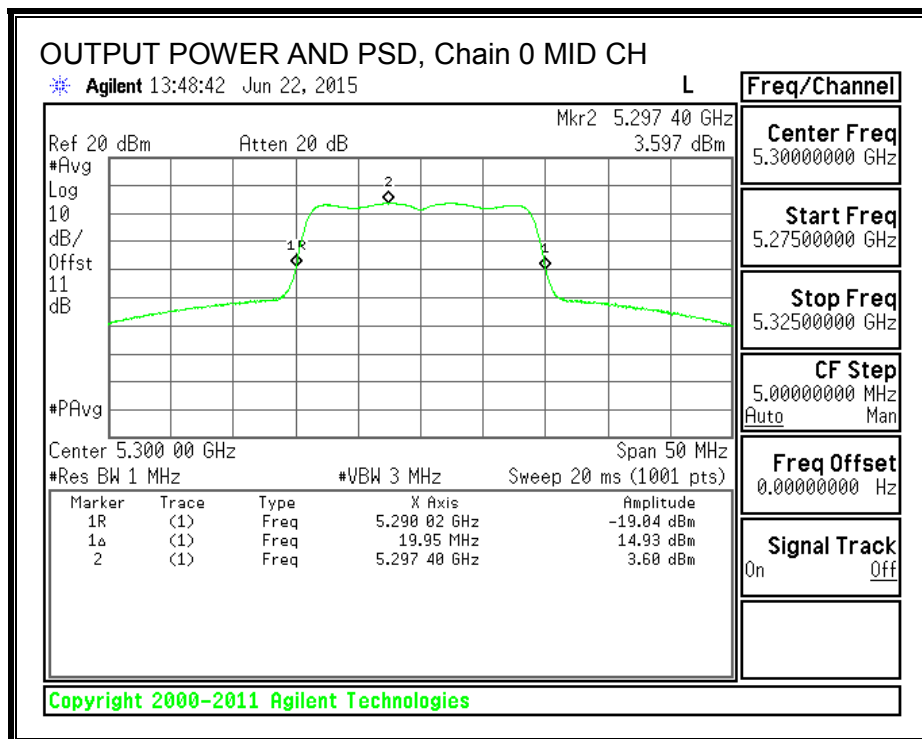 OUTPUT POWER AND PSD, Chain 0 MID CH
Agilent 13:48:42 Jun 22, 2015 L
Mkr2 5.297 40 GHz
Ref 20 dBm Atten 20 dB 3.597 dBm
#Avg
Log
10
dB/
Offst
11
dB
#PAvg
2
1R
1
Center 5.300 00 GHz Span 50 MHz
#Res BW 1 MHz #VBW 3 MHz Sweep 20 ms (1001 pts)
Marker Trace Type X Axis Amplitude
1R (1) Freq 5.290 02 GHz -19.04 dBm
1Δ (1) Freq 19.95 MHz 14.93 dBm
2 (1) Freq 5.297 40 GHz 3.60 dBm
Freq/Channel
Center Freq
5.30000000 GHz
Start Freq
5.27500000 GHz
Stop Freq
5.32500000 GHz
CF Step
5.00000000 MHz
Auto Man
Freq Offset
0.00000000 Hz
Signal Track
On Off
Copyright 2000-2011 Agilent Technologies